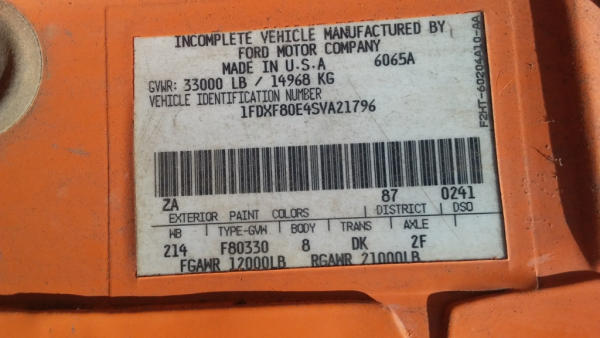 INCOMPLETE VEHICLE MANUFACTURED BY
FORD MOTOR COMPANY
MADE IN U.S.A 6065A
GVWR: 33000 LB / 14968 KG
VEHICLE IDENTIFICATION NUMBER
1FDXF80E4SVA21796
ZA 87 0241
EXTERIOR PAINT COLORS DISTRICT DSO
WB TYPE-GVW BODY TRANS AXLE
214 F80330 8 DK 2F
FGAWR 12000LB RGAWR 21000LB
F2HT-60206A10-AA